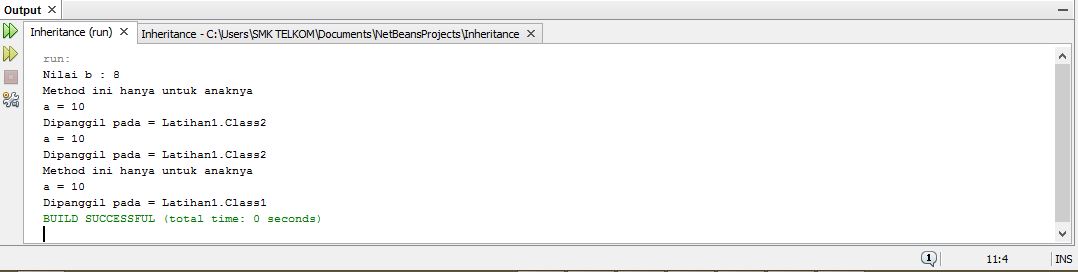 Output
Inheritance (run)
Inheritance - C:\Users\SMK TELKOM\Documents\NetBeansProjects\Inheritance
run:
Nilai b : 8
Method ini hanya untuk anaknya
a = 10
Dipanggil pada = Latihan1.Class2
a = 10
Dipanggil pada = Latihan1.Class2
Method ini hanya untuk anaknya
a = 10
Dipanggil pada = Latihan1.Class1
BUILD SUCCESSFUL (total time: 0 seconds)
1 11:4 INS